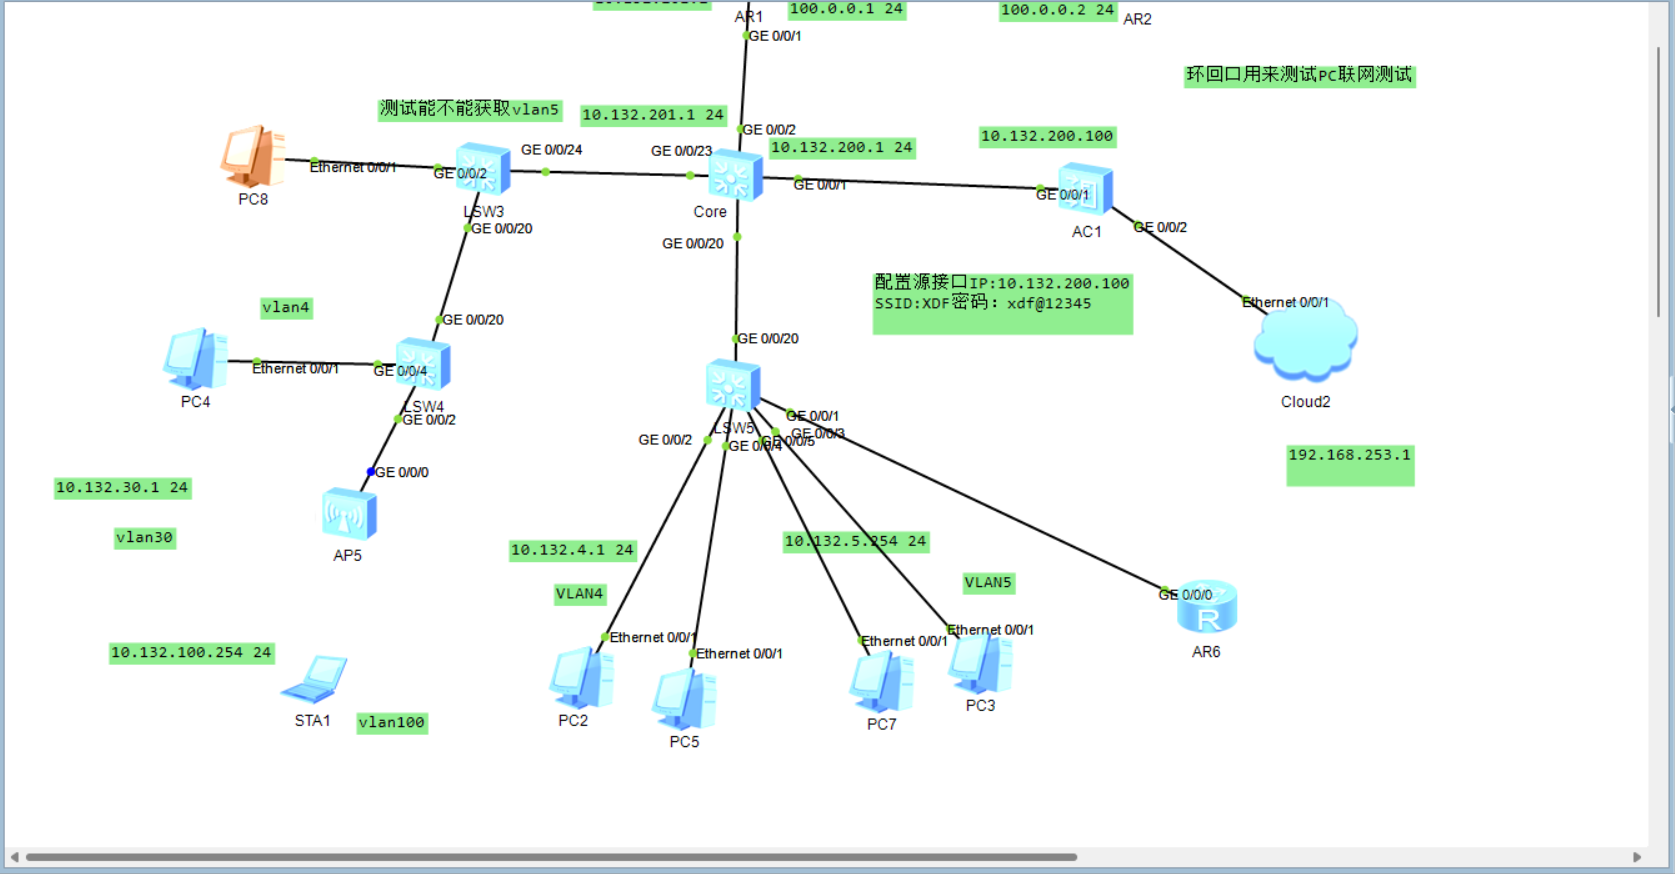 AR1
100.0.0.1 24
100.0.0.2 24
AR2
GE 0/0/1
环回口用来测试PC联网测试
测试能不能获取vlan5
10.132.201.1 24
GE 0/0/2
10.132.200.1 24
10.132.200.100
GE 0/0/24
GE 0/0/23
Ethernet 0/0/1
GE 0/0/2
GE 0/0/1
GE 0/0/1
PC8
LSW3
Core
AC1
GE 0/0/2
GE 0/0/20
GE 0/0/20
配置源接口IP:10.132.200.100
SSID:XDF密码: xdf@12345
Ethernet 0/0/1
vlan4
GE 0/0/20
GE 0/0/20
Ethernet 0/0/1
GE 0/0/4
PC4
LSW4
Cloud2
GE 0/0/2
LSW5
GE 0/0/1
GE 0/0/3
GE 0/0/2
GE 0/0/4
GE 0/0/5
192.168.253.1
GE 0/0/0
10.132.30.1 24
vlan30
AP5
10.132.4.1 24
10.132.5.254 24
VLAN4
VLAN5
GE 0/0/0
Ethernet 0/0/1
Ethernet 0/0/1
Ethernet 0/0/1
Ethernet 0/0/1
AR6
10.132.100.254 24
STA1
vlan100
PC2
PC5
PC7
PC3